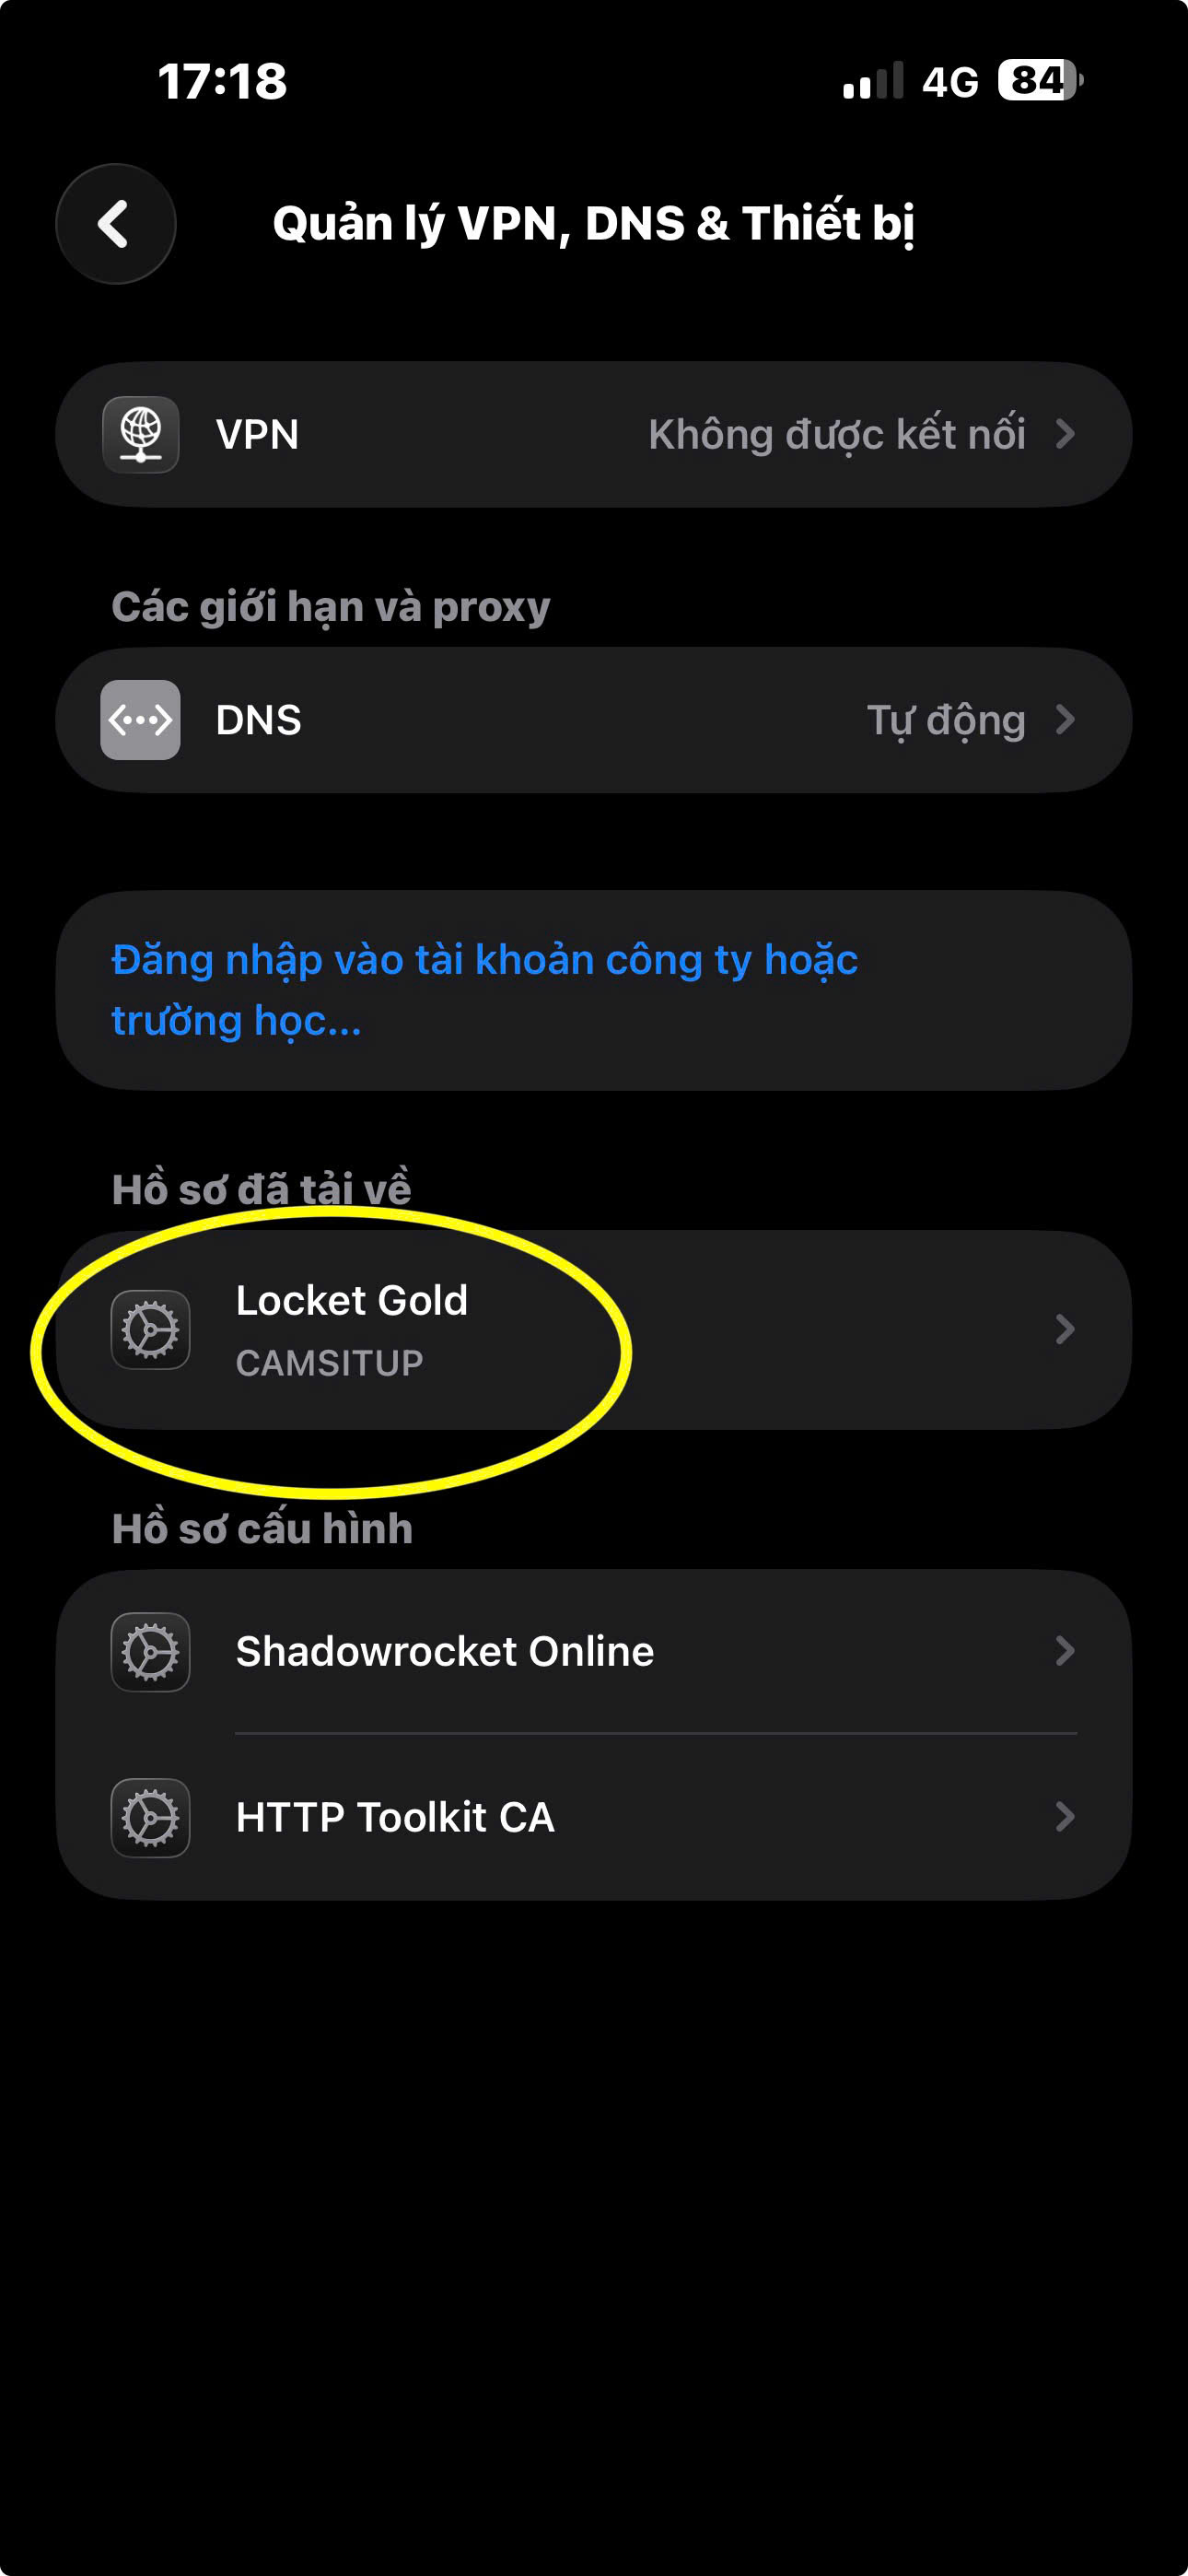 17:18
4G 84
Quản lý VPN, DNS & Thiết bị
VPN Không được kết nối
Các giới hạn và proxy
DNS Tự động
Đăng nhập vào tài khoản công ty hoặc
trường học...
Hồ sơ đã tải về
Locket Gold
CAMSITUP
Hồ sơ cấu hình
Shadowrocket Online
HTTP Toolkit CA